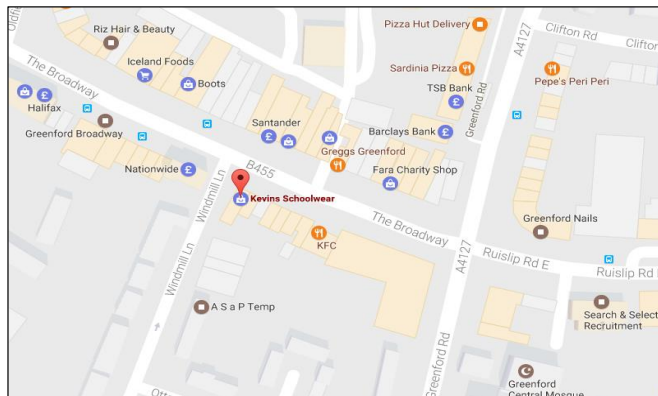 Oldfie
Riz Hair & Beauty
Pizza Hut Delivery
A4127
Clifton Rd
Clifton
Iceland Foods
The Broadway
Boots
Sardinia Pizza
Pepe's Peri Peri
TSB Bank
Greenford Rd
Halifax
Greenford Broadway
Santander
Barclays Bank
Greggs Greenford
Nationwide
Windmill Ln
B455
Fara Charity Shop
Kevins Schoolwear
The Broadway
Greenford Nails
KFC
A4127
Ruislip Rd E
Ruislip Rd E
Windmill Ln
A S a P Temp
Search & Select
Recruitment
Greenford Rd
Greenford
Central Mosque
Otte